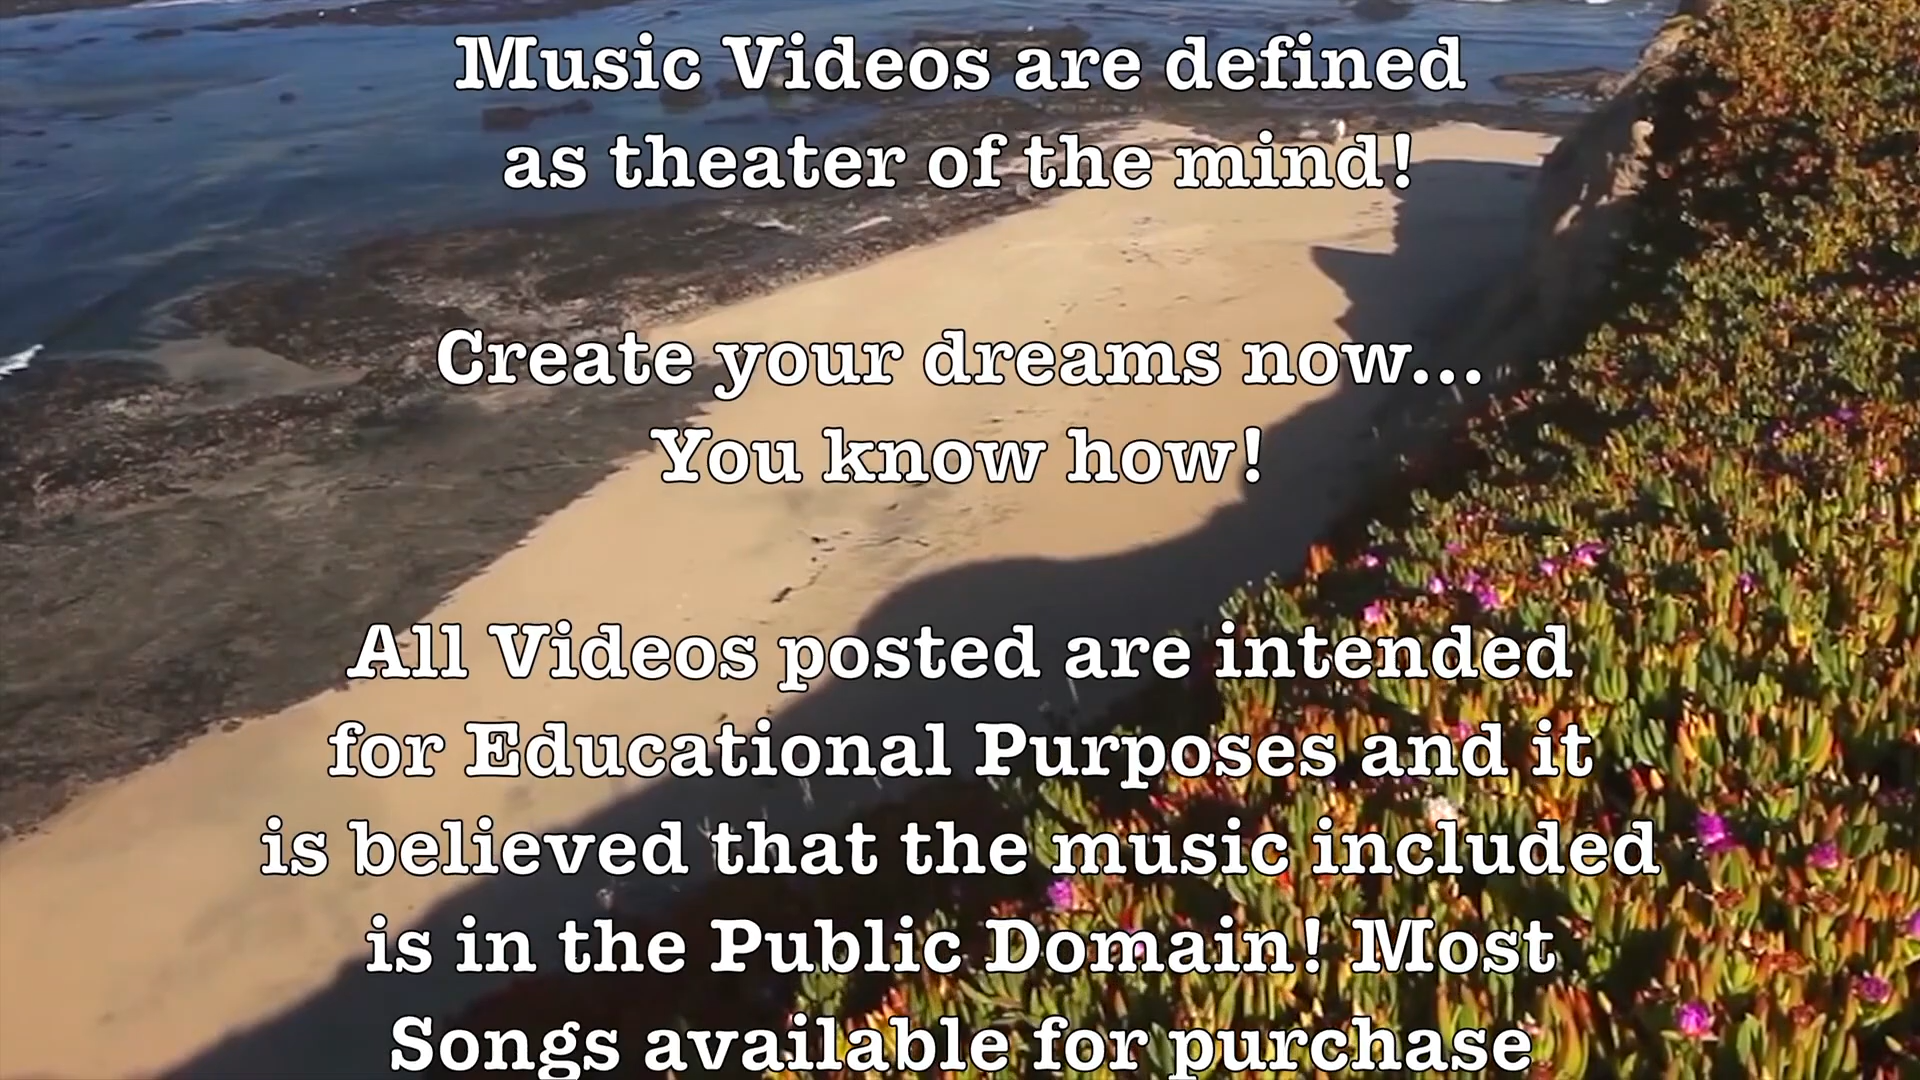 Music Videos are defined
as theater of the mind!
Create your dreams now...
You know how!
All Videos posted are intended
for Educational Purposes and it
is believed that the music included
is in the Public Domain! Most
Songs available for purchase